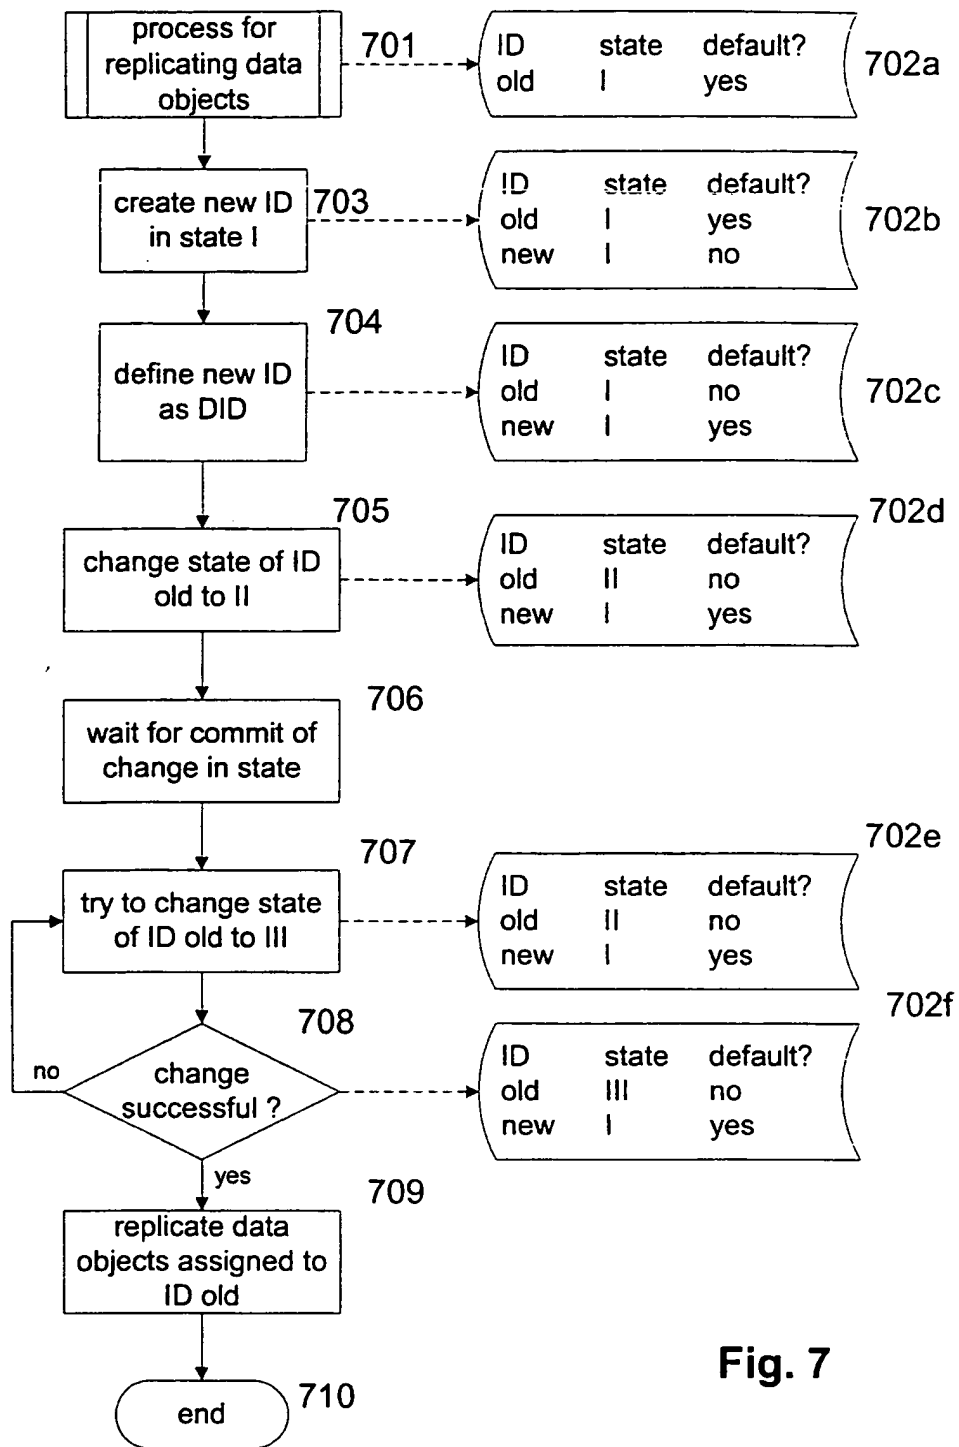 process for
replicating data
objects
701
ID state default?
old I yes
702a
create new ID
in state I
703
ID state default?
old I yes
new I no
702b
define new ID
as DID
704
ID state default?
old I no
new I yes
702c
change state of ID
old to II
705
ID state default?
old II no
new I yes
702d
wait for commit of
change in state
706
try to change state
of ID old to III
707
ID state default?
old II no
new I yes
702e
change
successful ?
708
no
yes
ID state default?
old III no
new I yes
702f
replicate data
objects assigned to
ID old
709
end
710
Fig. 7